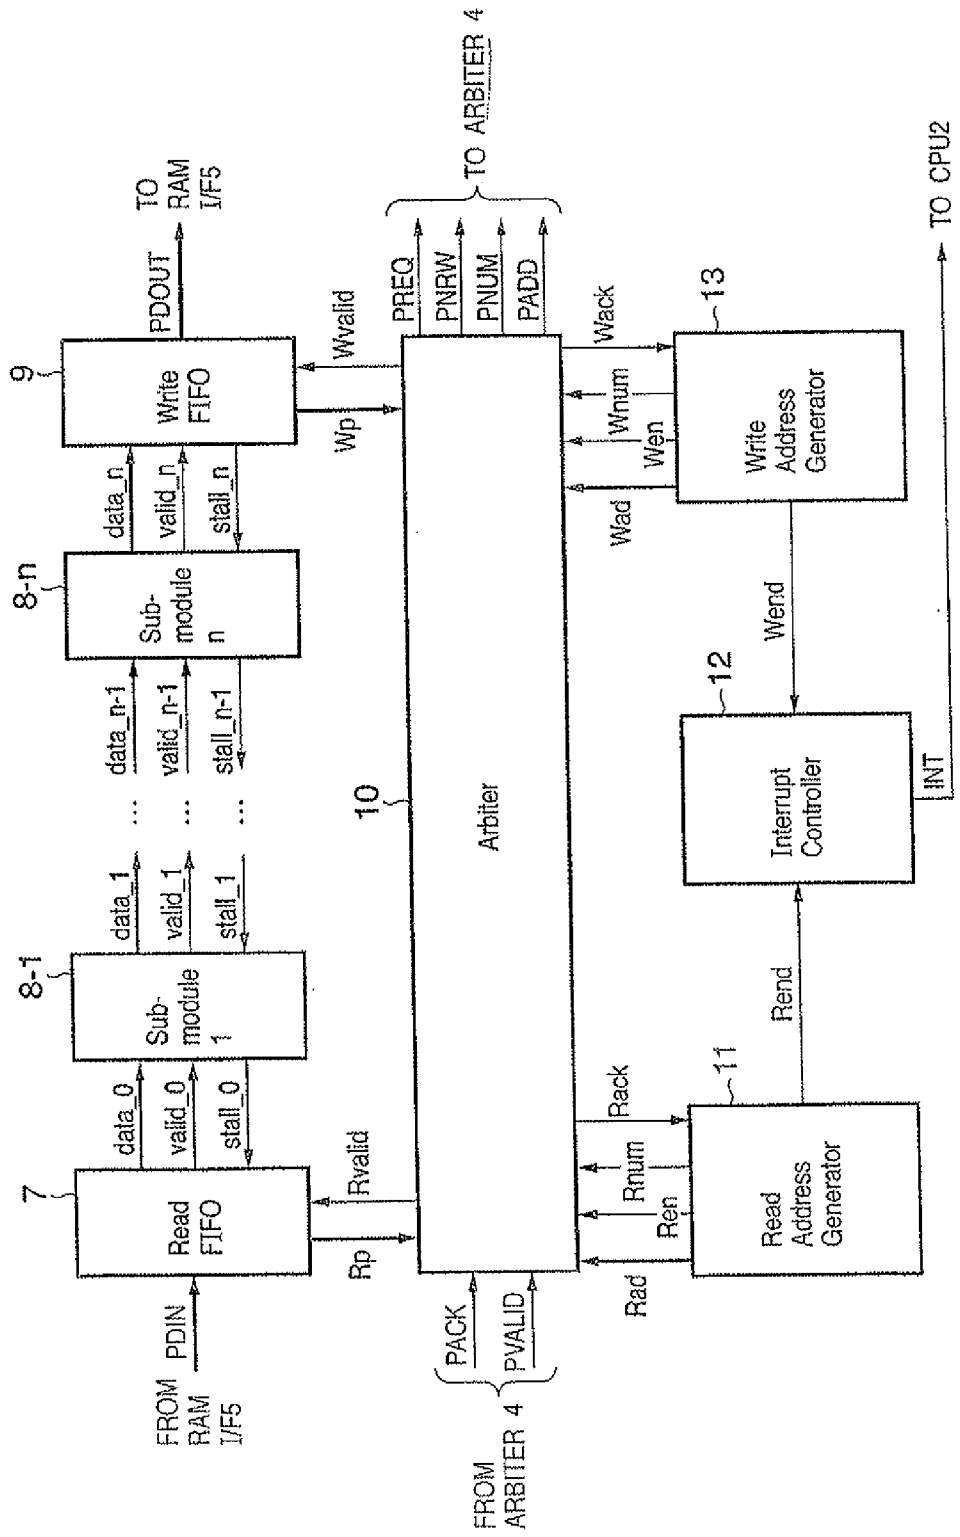 FROM
RAM
I/F5
PDIN
7
Read
FIFO
data_0
valid_0
stall_0
8-1
Sub-
module
1
data_1
valid_1
stall_1
...
...
...
data_n-1
valid_n-1
stall_n-1
8-n
Sub-
module
n
data_n
valid_n
stall_n
9
Write
FIFO
PDOUT
TO
RAM
I/F5
Rp
Rvalid
Wp
Wvalid
FROM
ARBITER 4
PACK
PVALID
10
Arbiter
PREQ
PNRW
PNUM
PADD
TO ARBITER 4
Rad
Ren
Rnum
Rack
Wad
Wen
Wnum
Wack
11
Read
Address
Generator
Rend
12
Interrupt
Controller
Wend
13
Write
Address
Generator
INT
TO CPU2